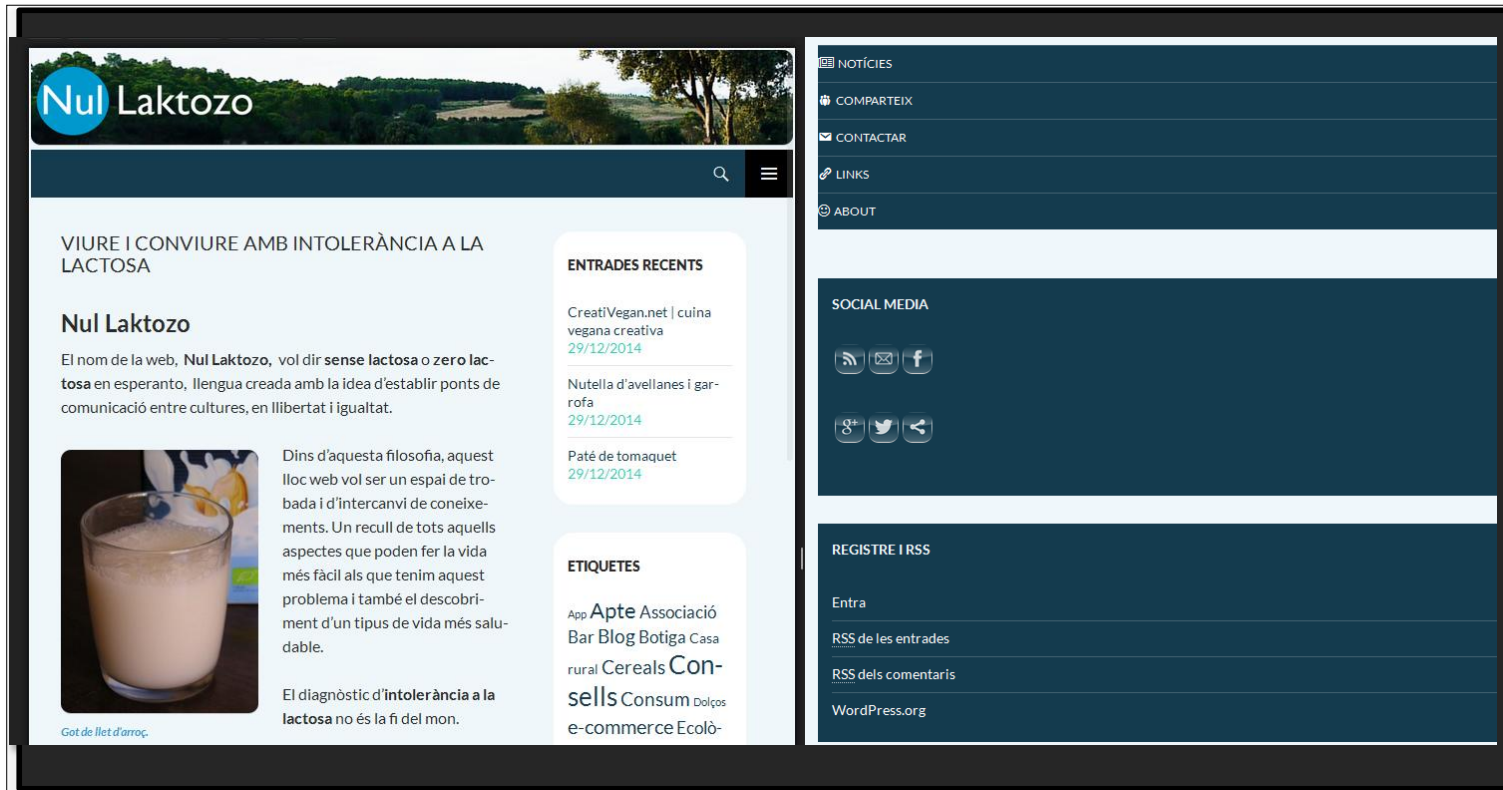 Nul Laktozo
VIURE I CONVIURE AMB INTOLERÀNCIA A LA
LACTOSA
Nul Laktozo
El nom de la web, Nul Laktozo, vol dir sense lactosa o zero lac-
tosa en esperanto, llengua creada amb la idea d'establir ponts de
comunicació entre cultures, en llibertat i igualtat.
Dins d'aquesta filosofia, aquest
lloc web vol ser un espai de tro-
bada i d'intercanvi de coneixe-
ments. Un recull de tots aquells
aspectes que poden fer la vida
més fàcil als que tenim aquest
problema i també el descobri-
ment d'un tipus de vida més salu-
dable.
El diagnòstic d'intolerància a la
lactosa no és la fi del mon.
Got de llet d'arroç.
ENTRADES RECENTS
CreatiVegan.net | cuina
vegana creativa
29/12/2014
Nutella d'avellanes i gar-
rofa
29/12/2014
Paté de tomaquet
29/12/2014
ETIQUETES
App Apte Associació
Bar Blog Botiga Casa
rural Cereals Con-
sells Consum Dolços
e-commerce Ecolò-
NOTÍCIES
COMPARTEIX
CONTACTAR
LINKS
ABOUT
SOCIAL MEDIA
REGISTRE I RSS
Entra
RSS de les entrades
RSS dels comentaris
WordPress.org